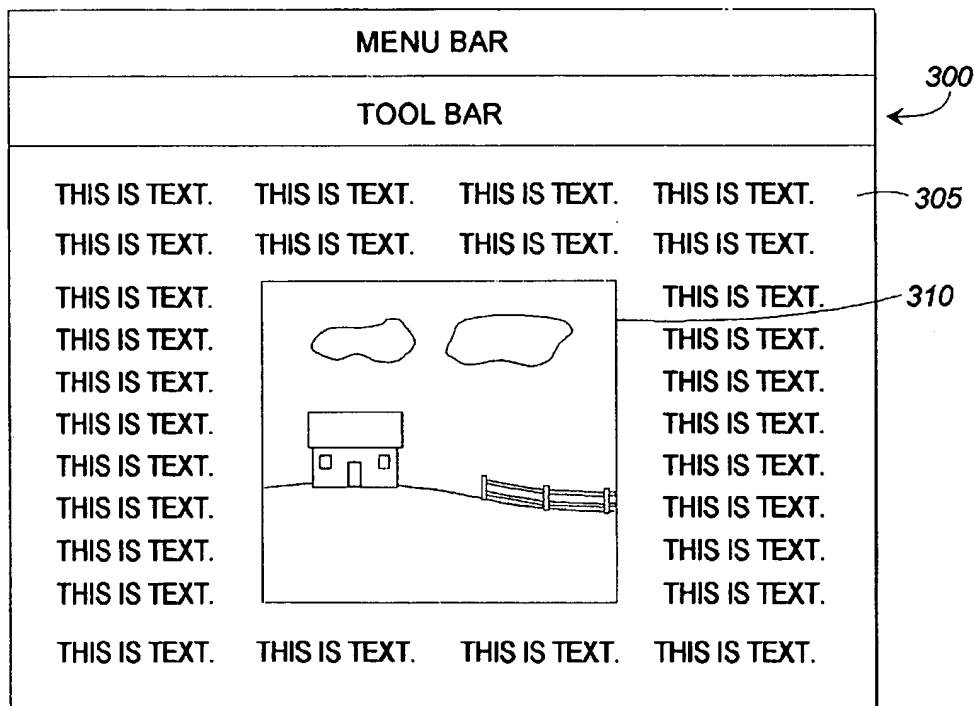 MENU BAR
300
TOOL BAR
THIS IS TEXT. THIS IS TEXT. THIS IS TEXT. THIS IS TEXT. 305
THIS IS TEXT. THIS IS TEXT. THIS IS TEXT. THIS IS TEXT.
THIS IS TEXT. THIS IS TEXT. 310
THIS IS TEXT. THIS IS TEXT.
THIS IS TEXT. THIS IS TEXT.
THIS IS TEXT. THIS IS TEXT.
THIS IS TEXT. THIS IS TEXT.
THIS IS TEXT. THIS IS TEXT.
THIS IS TEXT. THIS IS TEXT.
THIS IS TEXT. THIS IS TEXT.
THIS IS TEXT. THIS IS TEXT. THIS IS TEXT. THIS IS TEXT.